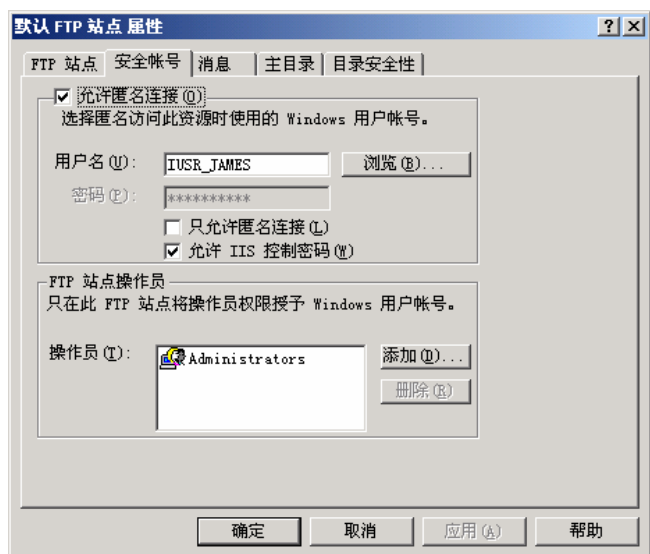 默认 FTP 站点 属性
FTP 站点 安全帐号 消息 主目录 目录安全性
允许匿名连接(O)
选择匿名访问此资源时使用的 Windows 用户帐号。
用户名(U): IUSR_JAMES 浏览(B)...
密码(P): **********
只允许匿名连接(L)
允许 IIS 控制密码(W)
FTP 站点操作员
只在此 FTP 站点将操作员权限授予 Windows 用户帐号。
操作员(T): Administrators 添加(D)...
删除(R)
确定 取消 应用(A) 帮助